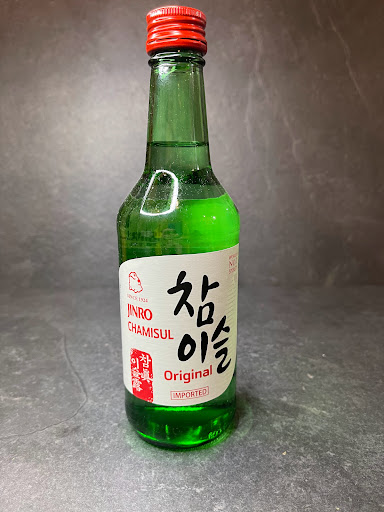 JINRO
CHAMISUL
참
이슬
Original
IMPORTED